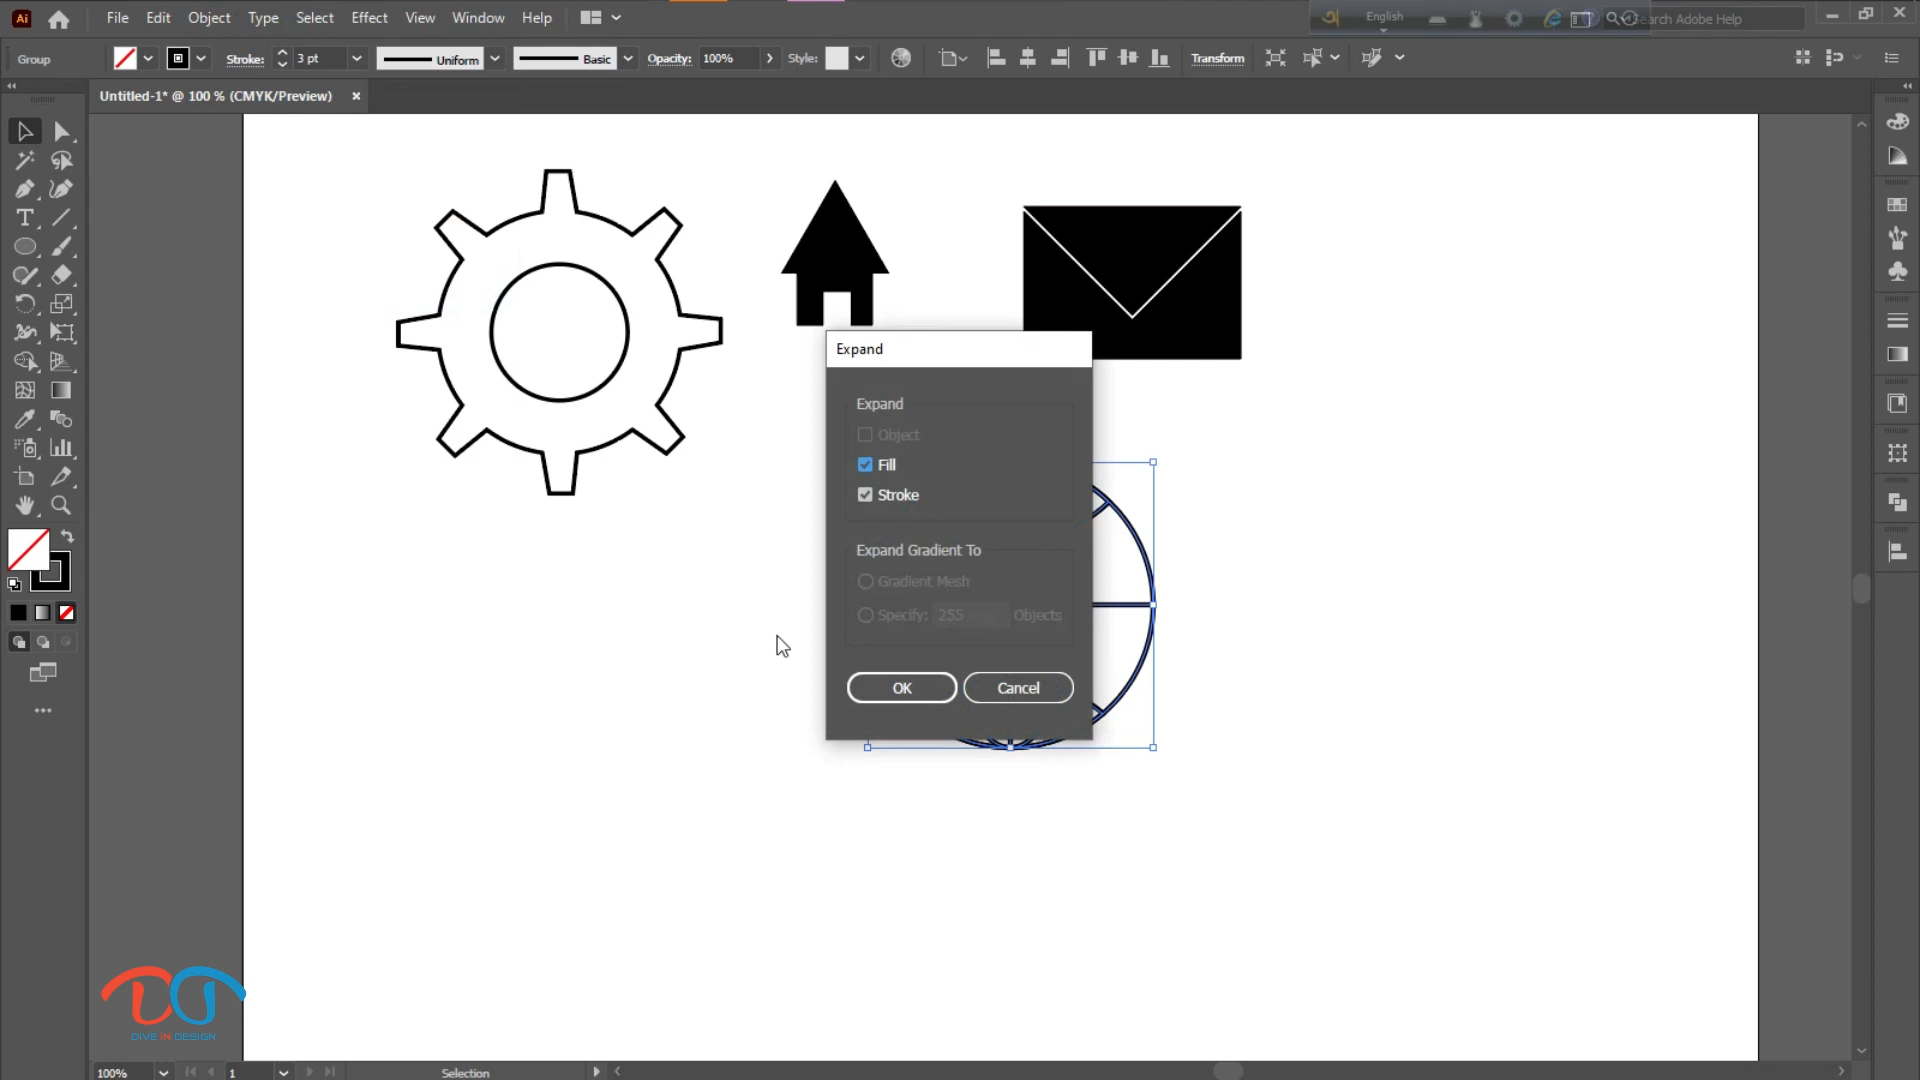 Ai File Edit Object Type Select Effect View Window Help English Search Adobe Help
Group Stroke: 3 pt Uniform Basic Opacity: 100% Style: Transform
Untitled-1* @ 100 % (CMYK/Preview)
Expand
Expand
Object
Fill
Stroke
Expand Gradient To
Gradient Mesh
Specify: 255 Objects
OK Cancel
DIVE IN DESIGN
100% 1 Selection